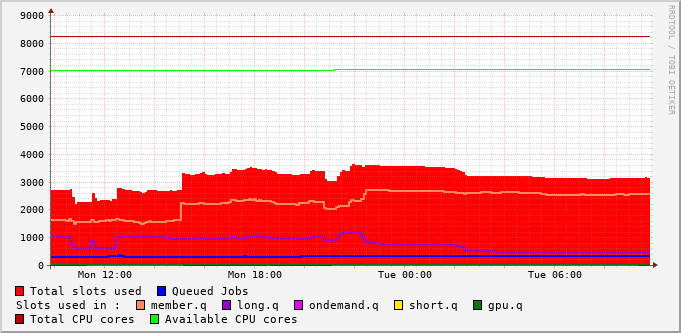 9000
8000
7000
6000
5000
4000
3000
2000
1000
0
Mon 12:00 Mon 18:00 Tue 00:00 Tue 06:00
Total slots used Queued Jobs
Slots used in : member.q long.q ondemand.q short.q gpu.q
Total CPU cores Available CPU cores
RRDTOOL / TOBI OETIKER